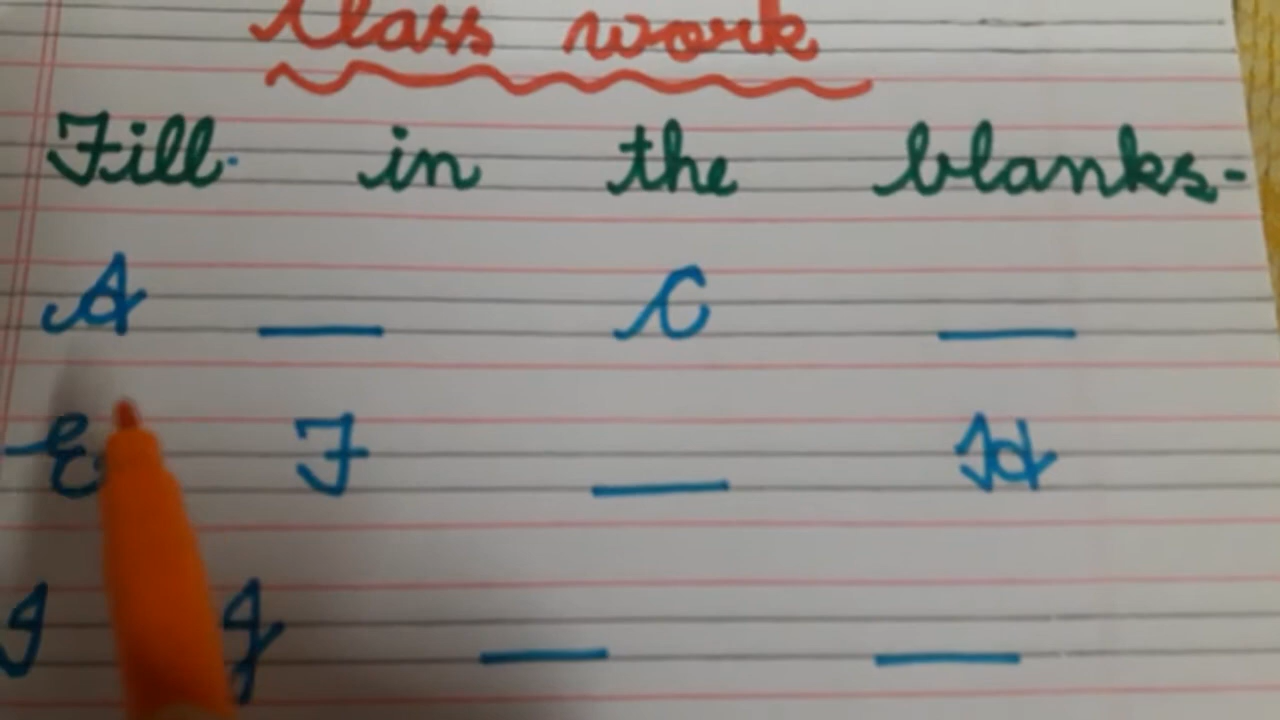 Class work
Fill in the blanks-
A ___ C ___
E F ___ H
I J ___ ___